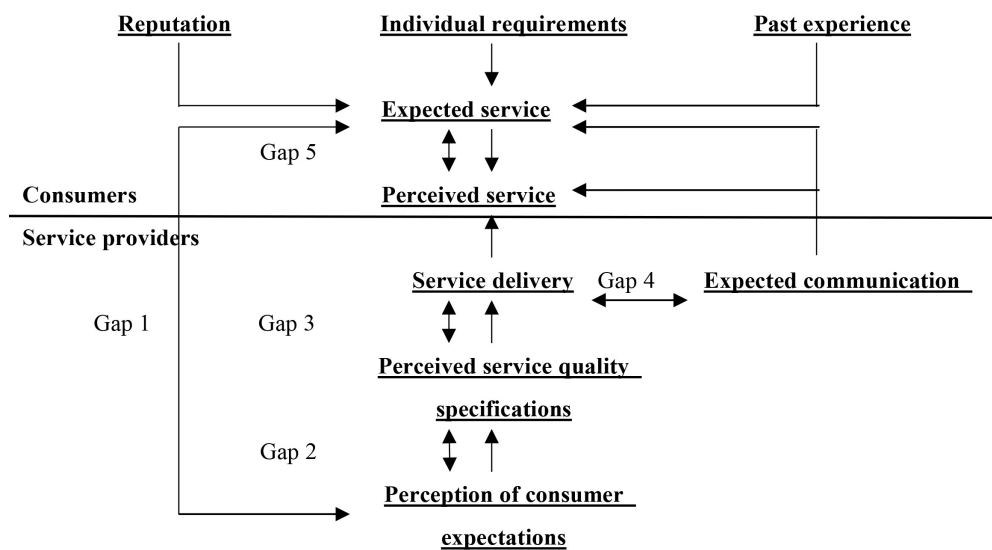 Reputation
Individual requirements
Past experience
Expected service
Gap 5
Consumers
Perceived service
Service providers
Service delivery
Gap 4
Expected communication
Gap 1
Gap 3
Perceived service quality
specifications
Gap 2
Perception of consumer
expectations